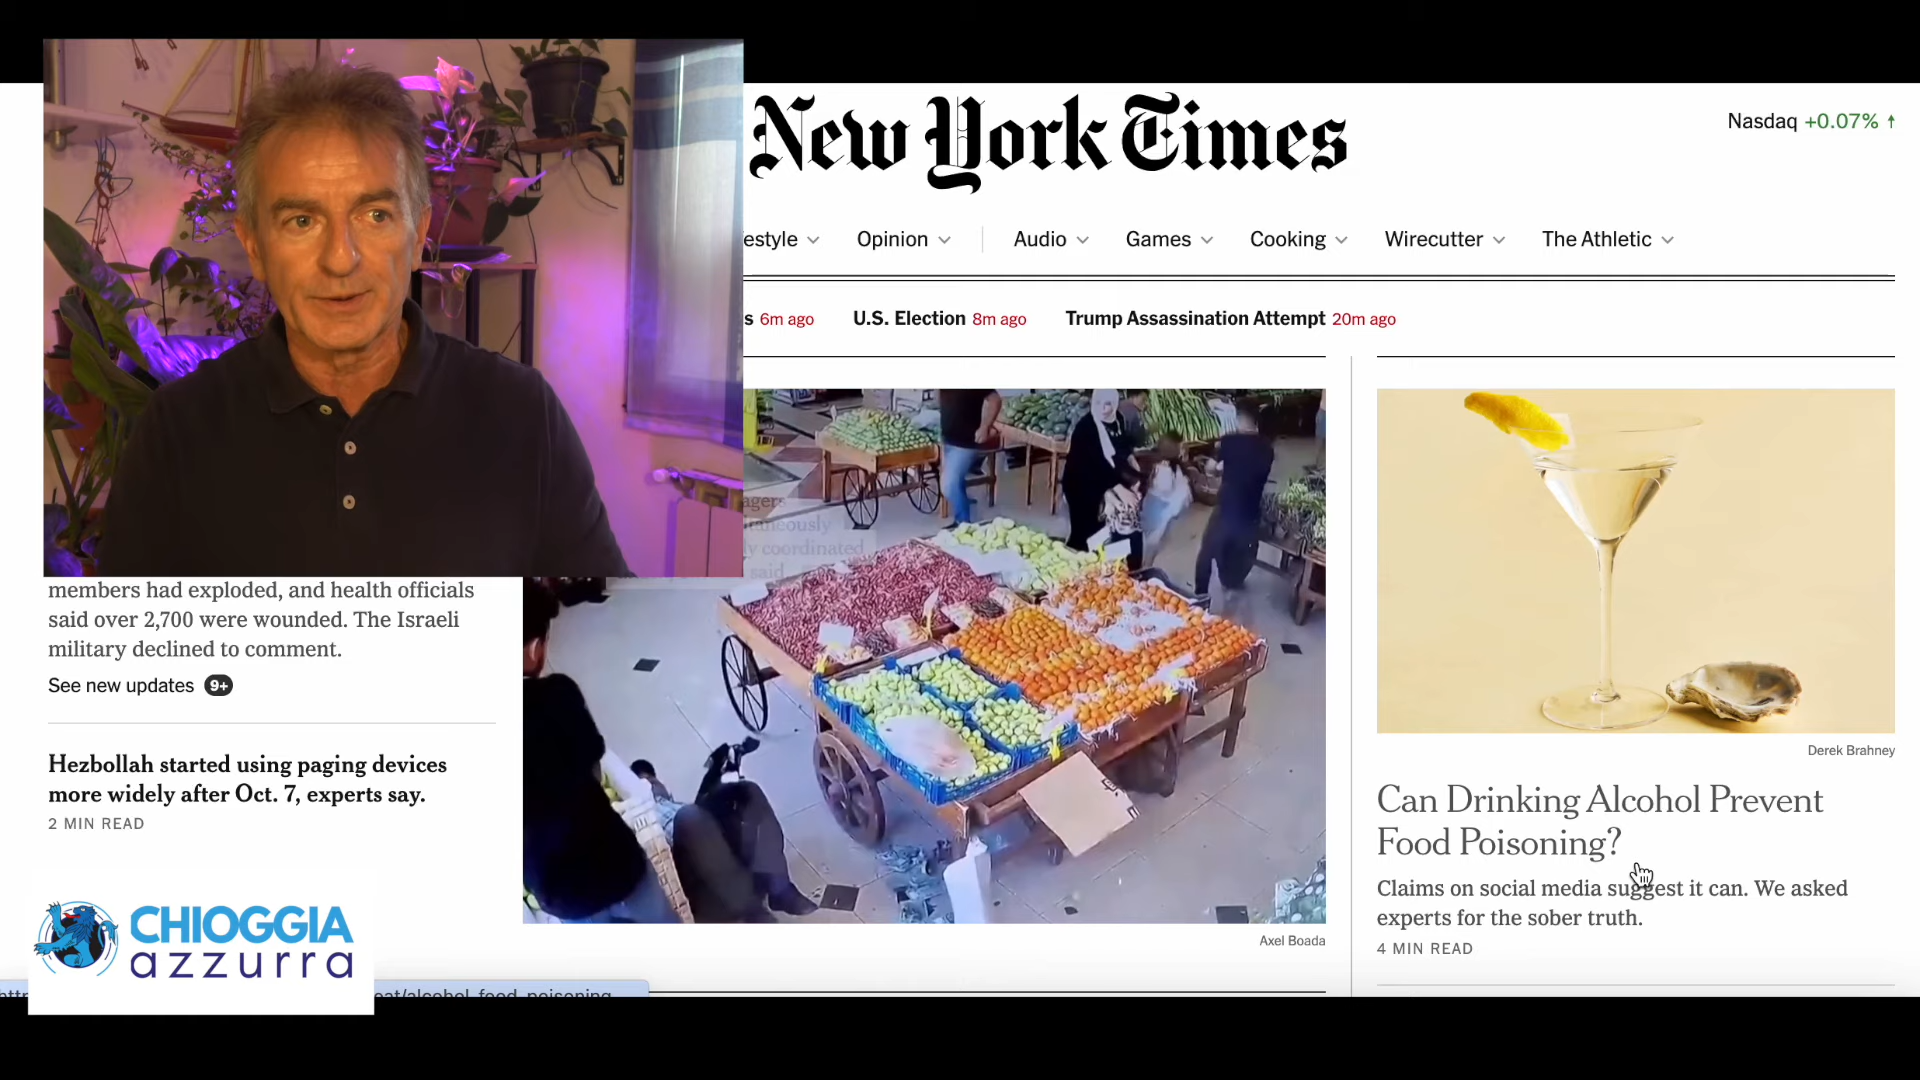 New York Times
Nasdaq +0.07%
estyle Opinion Audio Games Cooking Wirecutter The Athletic
s 6m ago U.S. Election 8m ago Trump Assassination Attempt 20m ago
agers
ly coordinated
said
members had exploded, and health officials
said over 2,700 were wounded. The Israeli
military declined to comment.
See new updates 9+
Hezbollah started using paging devices
more widely after Oct. 7, experts say.
2 MIN READ
Axel Boada
Derek Brahney
Can Drinking Alcohol Prevent
Food Poisoning?
Claims on social media suggest it can. We asked
experts for the sober truth.
4 MIN READ
CHIOGGIA
azzurra